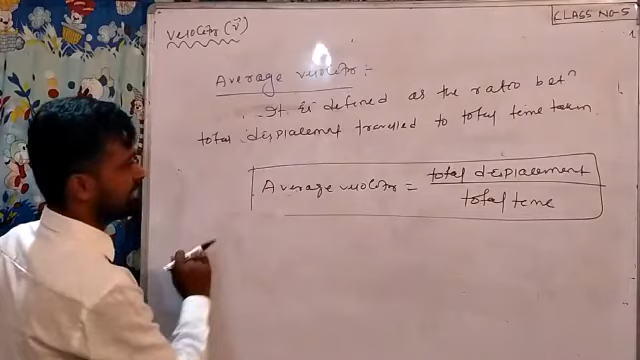 CLASS NO-5
Velocity (v⃗)
Average velocity :-
It is defined as the ratio betn
total displacement travelled to total time taken.
Average velocity = total displacement / total time